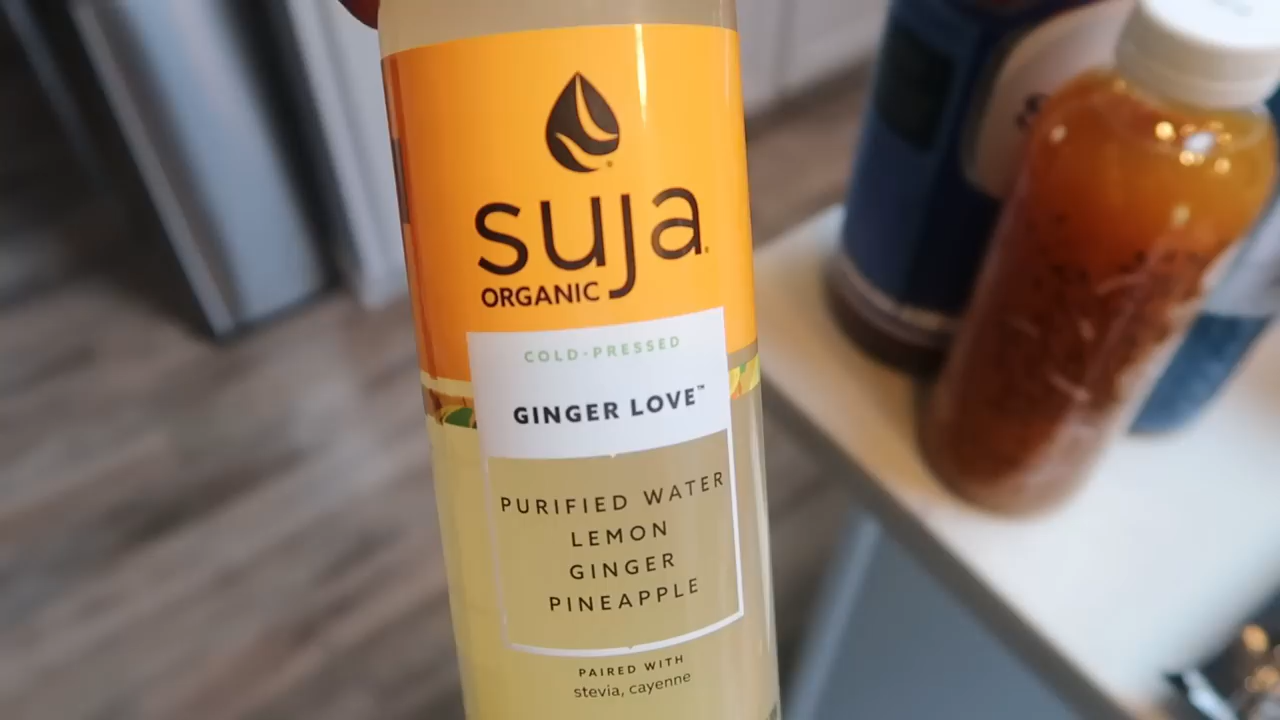 suja
ORGANIC
COLD-PRESSED
GINGER LOVE™
PURIFIED WATER
LEMON
GINGER
PINEAPPLE
PAIRED WITH
stevia, cayenne